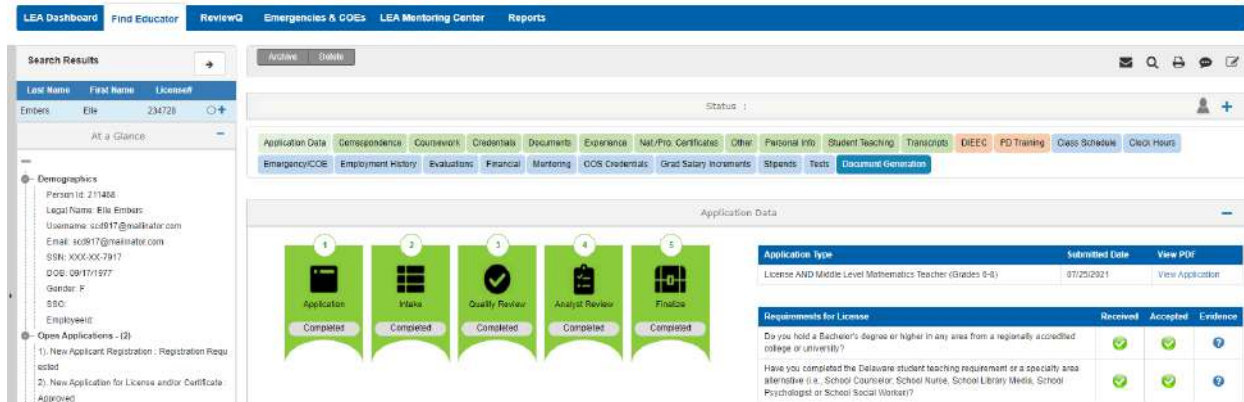 LEA Dashboard Find Educator ReviewQ Emergencies & COEs LEA Mentoring Center Reports
Search Results
Archive Delete
Last Name First Name License#
Embers Elle 234728
Status :
At a Glance
Application Data Correspondence Coursework Credentials Documents Experience Nat./Pro. Certificates Other Personal Info Student Teaching Transcripts DIEEC PD Training Class Schedule Clock Hours
Emergency/COE Employment History Evaluations Financial Mentoring OOS Credentials Grad Salary Increments Stipends Tests Document Generation
Demographics
Person Id: 211468
Legal Name: Elle Embers
Username: scd917@mailinator.com
Email: scd917@mailinator.com
SSN: XXX-XX-7917
DOB: 09/17/1977
Gender: F
SSO:
EmployeeId:
Open Applications - (2)
1). New Applicant Registration : Registration Requ
ested
2). New Application for License and/or Certificate :
Approved
Application Data
1 2 3 4 5
Application Intake Quality Review Analyst Review Finalize
Completed Completed Completed Completed Completed
Application Type Submitted Date View PDF
License AND Middle Level Mathematics Teacher (Grades 6-8) 07/25/2021 View Application
Requirements for License Received Accepted Evidence
Do you hold a Bachelor's degree or higher in any area from a regionally accredited
college or university?
Have you completed the Delaware student teaching requirement or a specialty area
alternative (i.e., School Counselor, School Nurse, School Library Media, School
Psychologist or School Social Worker)?